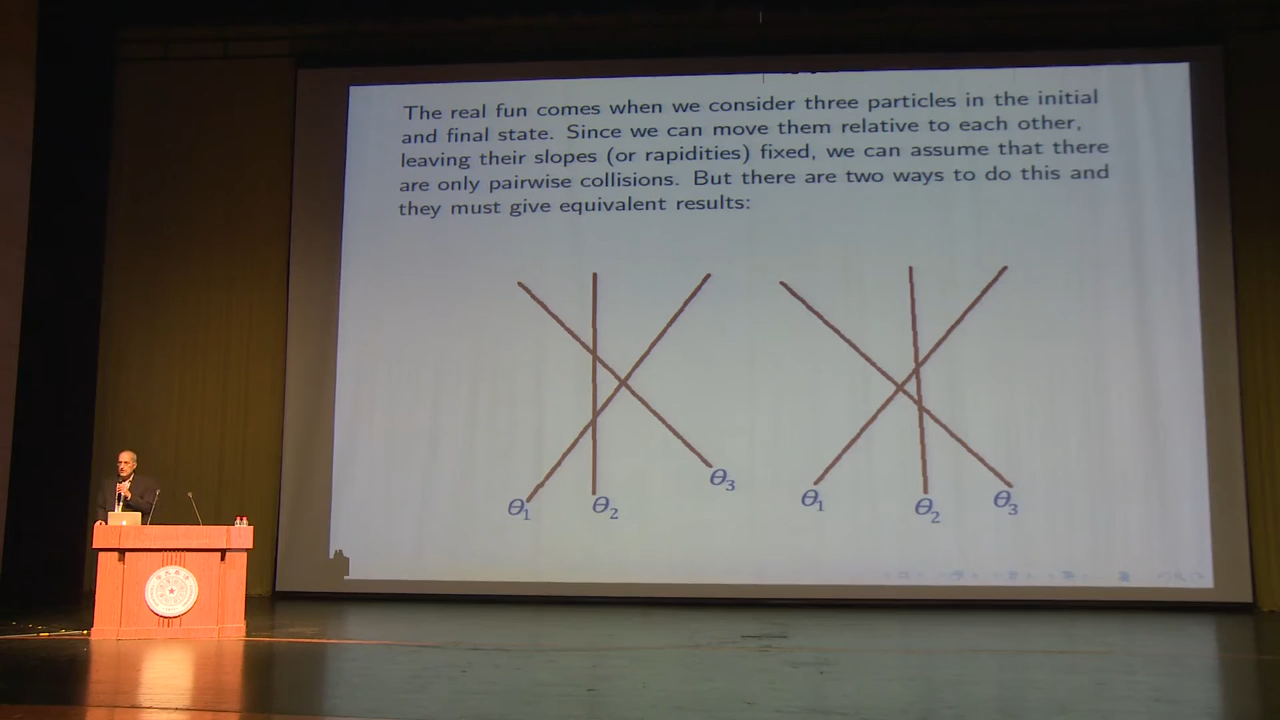 The real fun comes when we consider three particles in the initial
and final state. Since we can move them relative to each other,
leaving their slopes (or rapidities) fixed, we can assume that there
are only pairwise collisions. But there are two ways to do this and
they must give equivalent results:
θ1 θ2 θ3 θ1 θ2 θ3